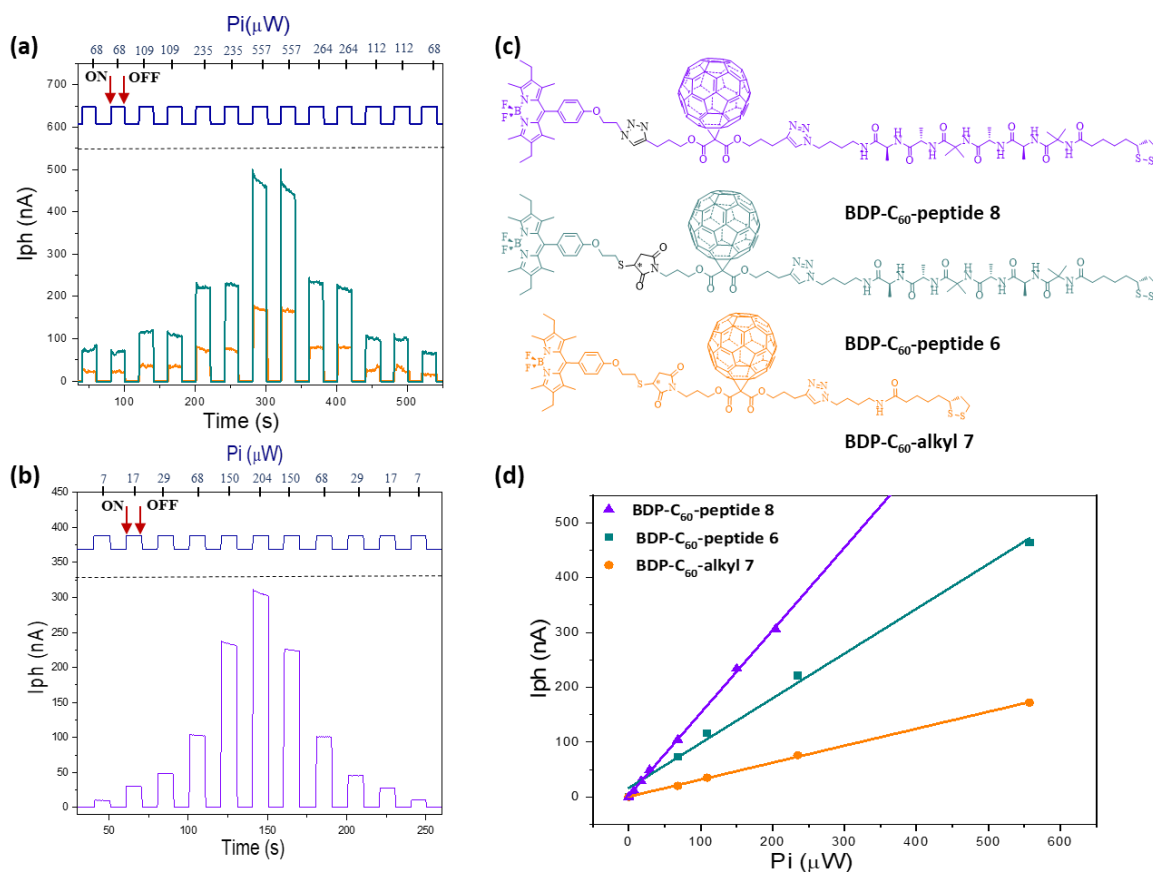 (a)
Pi(μW)
68 68 109 109 235 235 557 557 264 264 112 112 68
ON OFF
750
700
650
600
550
500
400
300
200
100
0
Iph (nA)
100 200 300 400 500
Time (s)
(b)
Pi (μW)
7 17 29 68 150 204 150 68 29 17 7
ON OFF
450
400
350
300
250
200
150
100
50
0
Iph (nA)
50 100 150 200 250
Time (s)
(c)
BDP-C60-peptide 8
BDP-C60-peptide 6
BDP-C60-alkyl 7
(d)
BDP-C60-peptide 8
BDP-C60-peptide 6
BDP-C60-alkyl 7
500
400
300
200
100
0
Iph (nA)
0 100 200 300 400 500 600
Pi (μW)